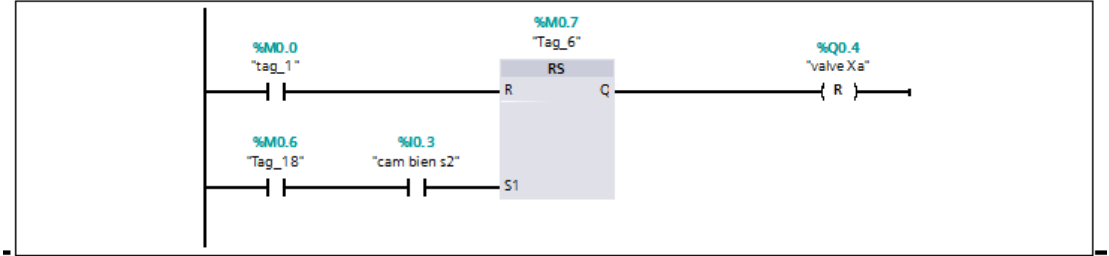 %M0.7
"Tag_6"
%M0.0
"tag_1"
%Q0.4
"valve Xa"
RS
R Q
( R )
%M0.6 %I0.3
"Tag_18" "cam bien s2"
S1